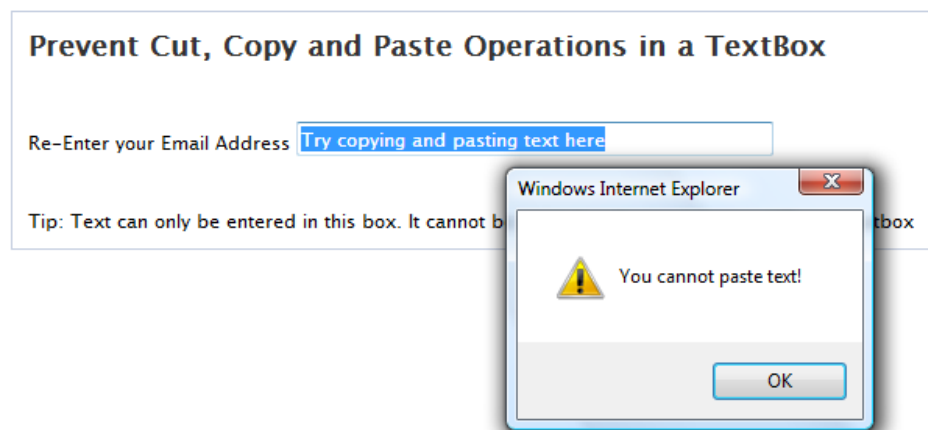 Prevent Cut, Copy and Paste Operations in a TextBox
Re-Enter your Email Address Try copying and pasting text here
Windows Internet Explorer
Tip: Text can only be entered in this box. It cannot
You cannot paste text!
OK